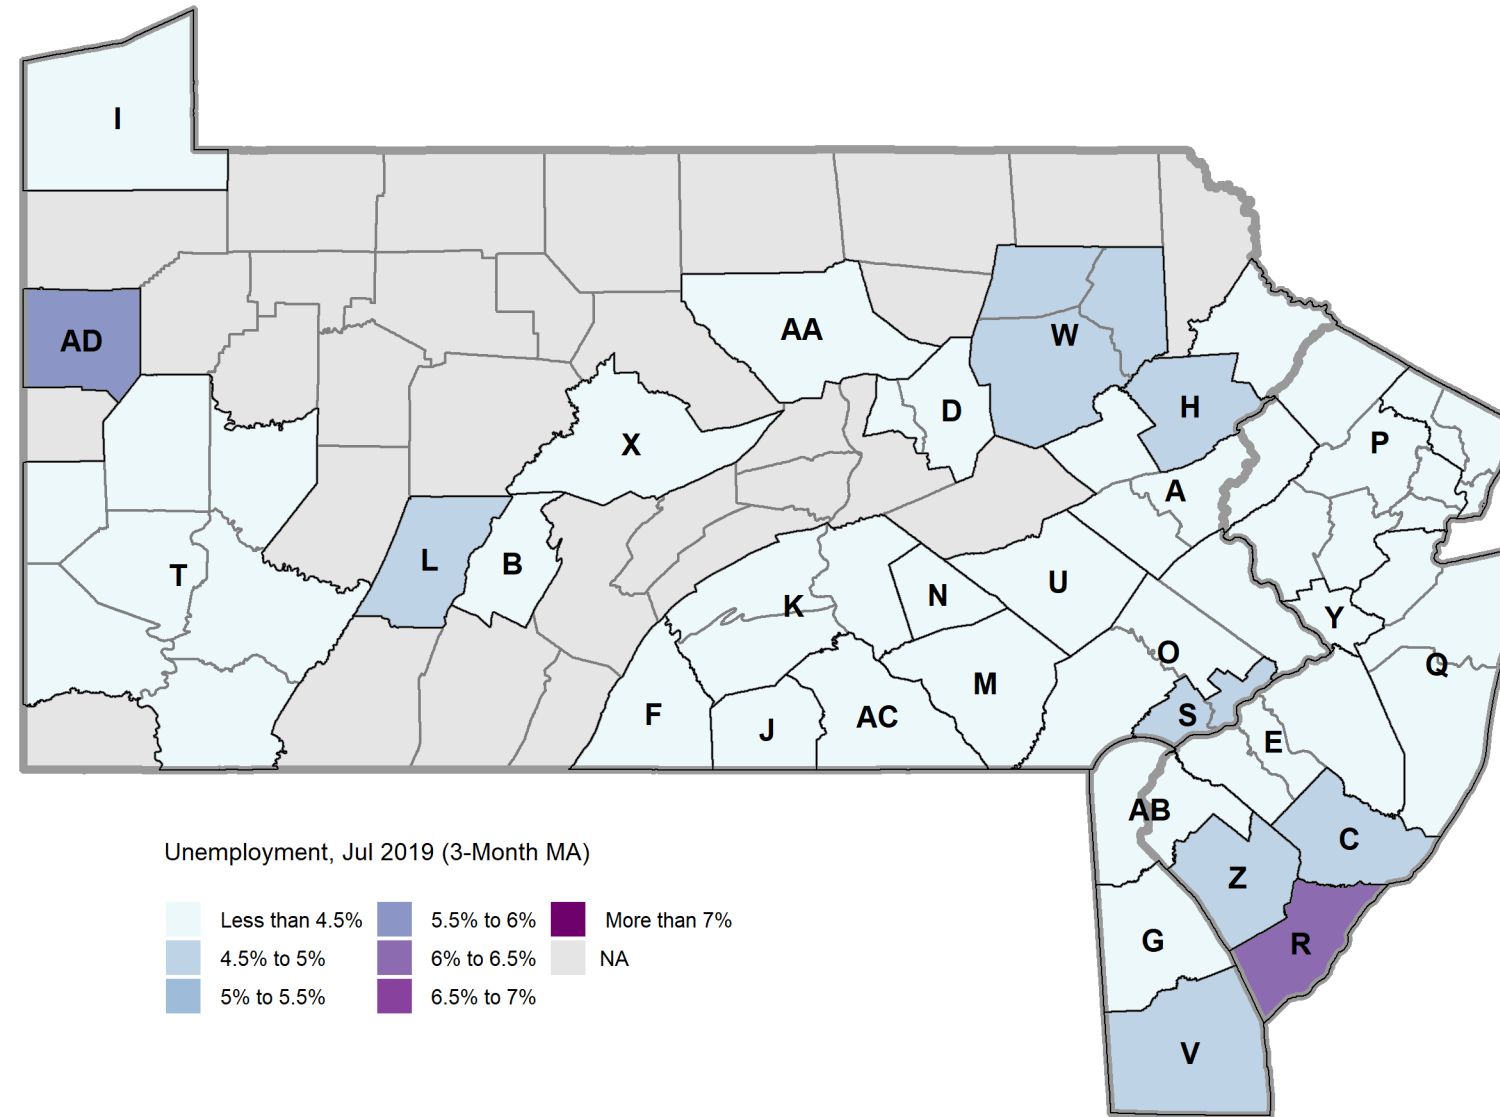 I
AD
AA
W
D
H
P
X
A
L
B
T
U
N
K
Y
O
Q
M
F
J
AC
S
E
AB
C
Z
G
R
V
Unemployment, Jul 2019 (3-Month MA)
Less than 4.5% 5.5% to 6% More than 7%
4.5% to 5% 6% to 6.5% NA
5% to 5.5% 6.5% to 7%